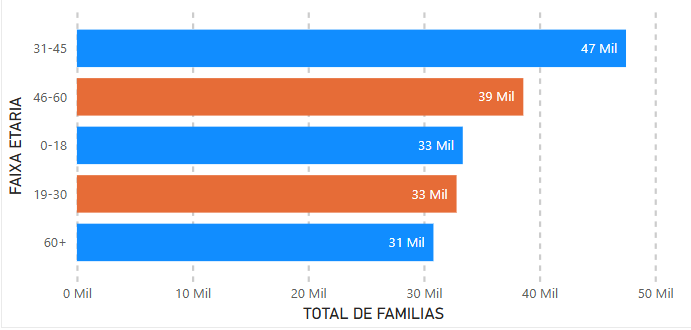 FAIXA ETARIA
31-45
47 Mil
46-60
39 Mil
0-18
33 Mil
19-30
33 Mil
60+
31 Mil
0 Mil
10 Mil
20 Mil
30 Mil
40 Mil
50 Mil
TOTAL DE FAMILIAS